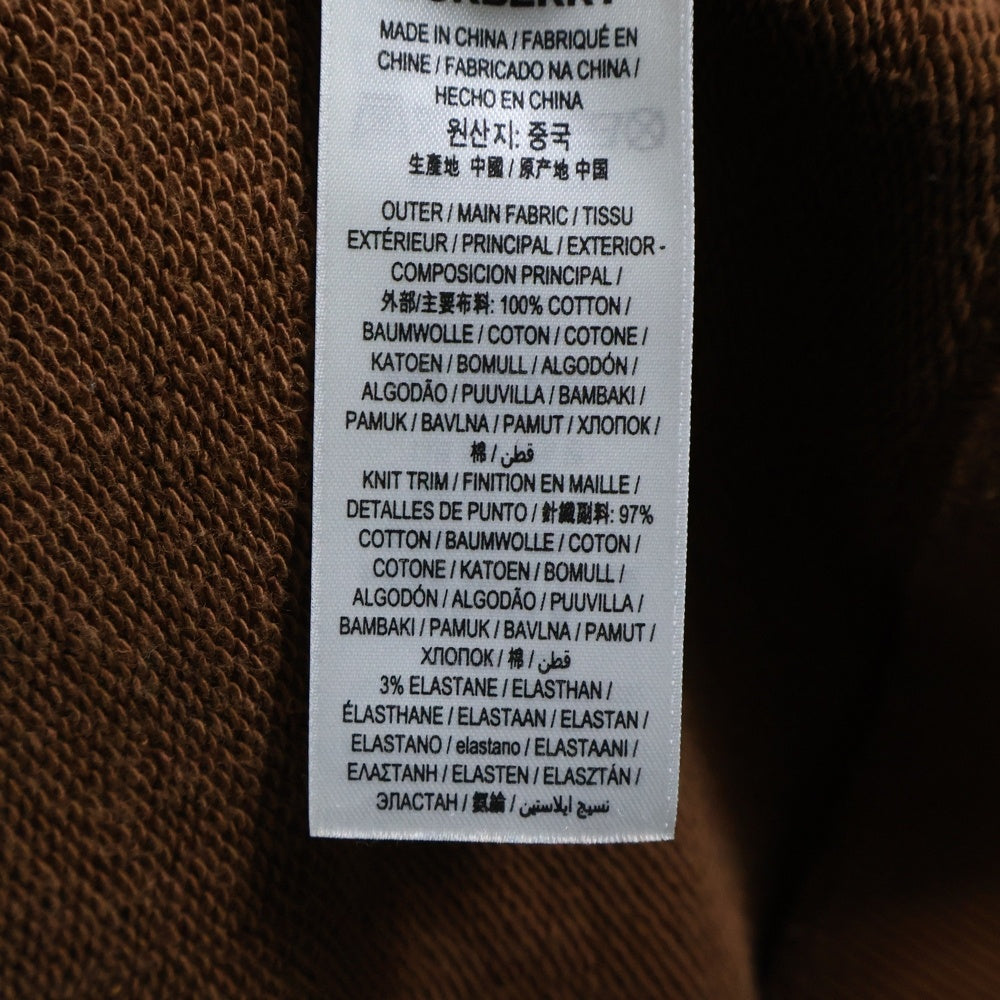 MADE IN CHINA / FABRIQUÉ EN
CHINE / FABRICADO NA CHINA /
HECHO EN CHINA
원산지: 중국
生產地 中國 / 原产地 中国
OUTER / MAIN FABRIC / TISSU
EXTÉRIEUR / PRINCIPAL / EXTERIOR -
COMPOSICION PRINCIPAL /
外部/主要布料: 100% COTTON /
BAUMWOLLE / COTON / COTONE /
KATOEN / BOMULL / ALGODÓN /
ALGODÃO / PUUVILLA / BAMBAKI /
PAMUK / BAVLNA / PAMUT / ХЛОПОК /
棉 / قطن
KNIT TRIM / FINITION EN MAILLE /
DETALLES DE PUNTO / 針織副料: 97%
COTTON / BAUMWOLLE / COTON /
COTONE / KATOEN / BOMULL /
ALGODÓN / ALGODÃO / PUUVILLA /
BAMBAKI / PAMUK / BAVLNA / PAMUT /
ХЛОПОК / 棉 / قطن
3% ELASTANE / ELASTHAN /
ÉLASTHANE / ELASTAAN / ELASTAN /
ELASTANO / elastano / ELASTAANI /
ΕΛΑΣΤΑΝΗ / ELASTEN / ELASZTÁN /
ЭЛАСТАН / 氨綸 / نسيج ايلاستين